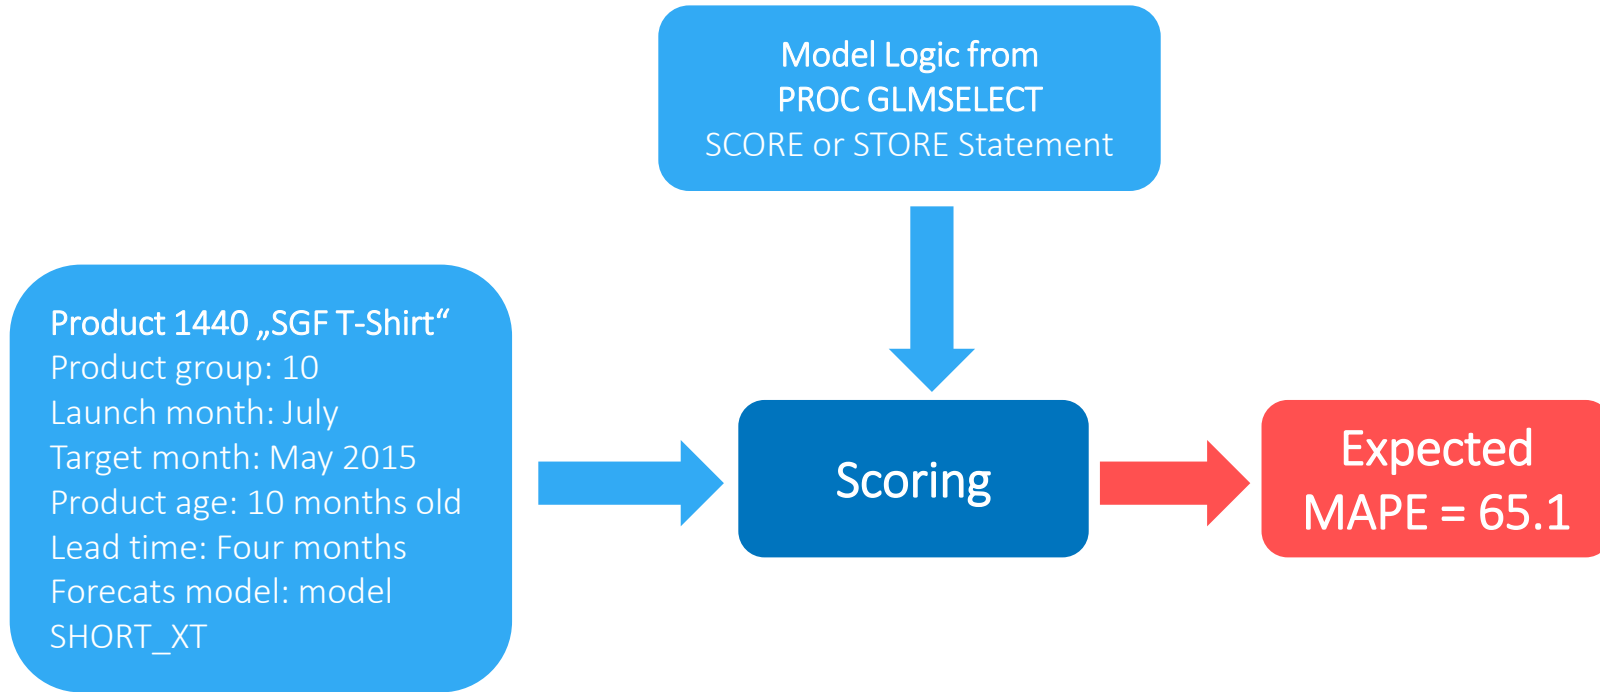 Model Logic from
PROC GLMSELECT
SCORE or STORE Statement
Product 1440 „SGF T-Shirt“
Product group: 10
Launch month: July
Target month: May 2015
Product age: 10 months old
Lead time: Four months
Forecats model: model
SHORT_XT
Scoring
Expected
MAPE = 65.1